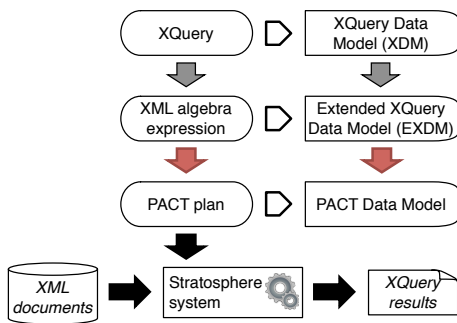 XQuery
XQuery Data
Model (XDM)
XML algebra
expression
Extended XQuery
Data Model (EXDM)
PACT plan
PACT Data Model
XML
documents
Stratosphere
system
XQuery
results